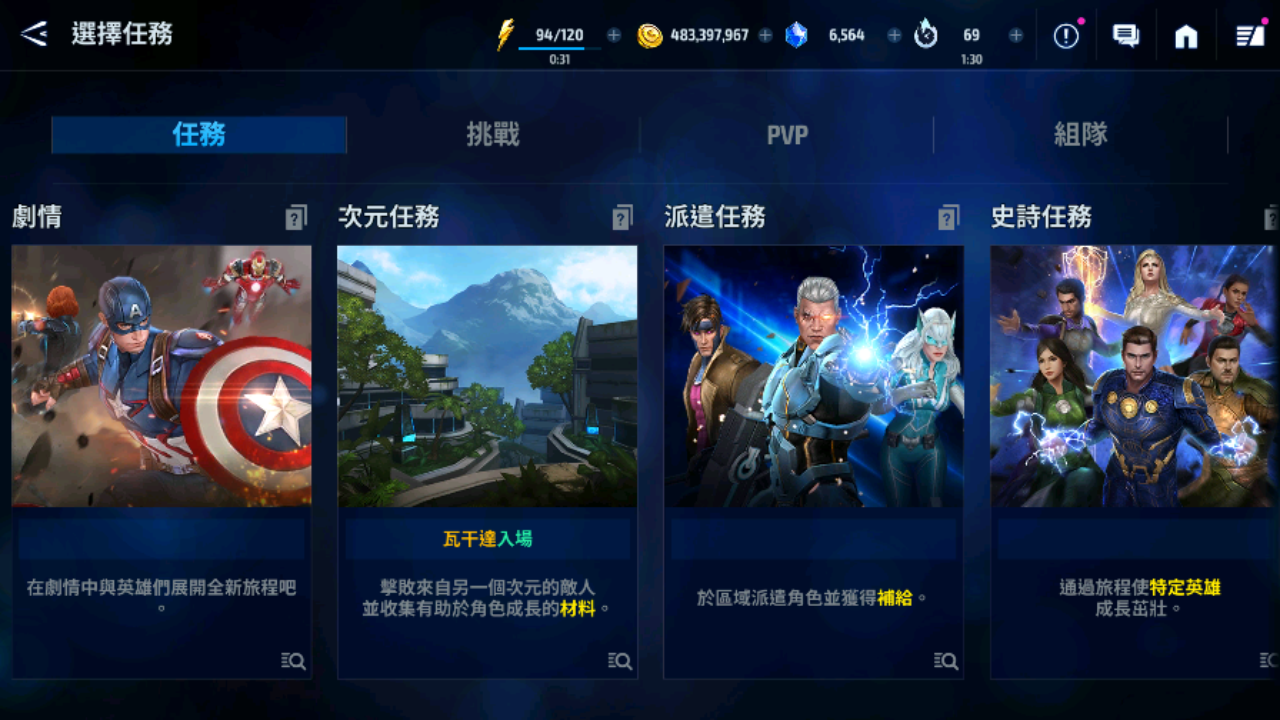 選擇任務
94/120
0:31
483,397,967
6,564
69
1:30
任務
挑戰
PVP
組隊
劇情
次元任務
派遣任務
史詩任務
瓦干達入場
在劇情中與英雄們展開全新旅程吧
。
擊敗來自另一個次元的敵人
並收集有助於角色成長的材料。
於區域派遣角色並獲得補給。
通過旅程使特定英雄
成長茁壯。